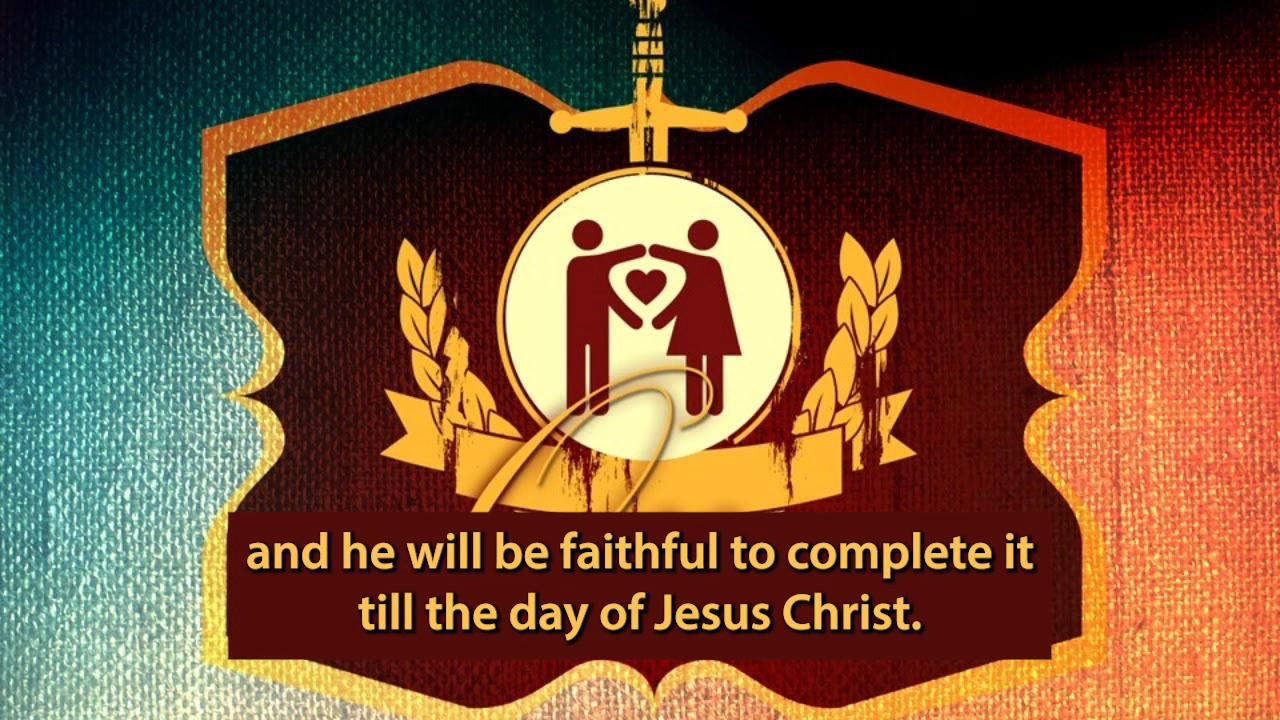 and he will be faithful to complete it
till the day of Jesus Christ.